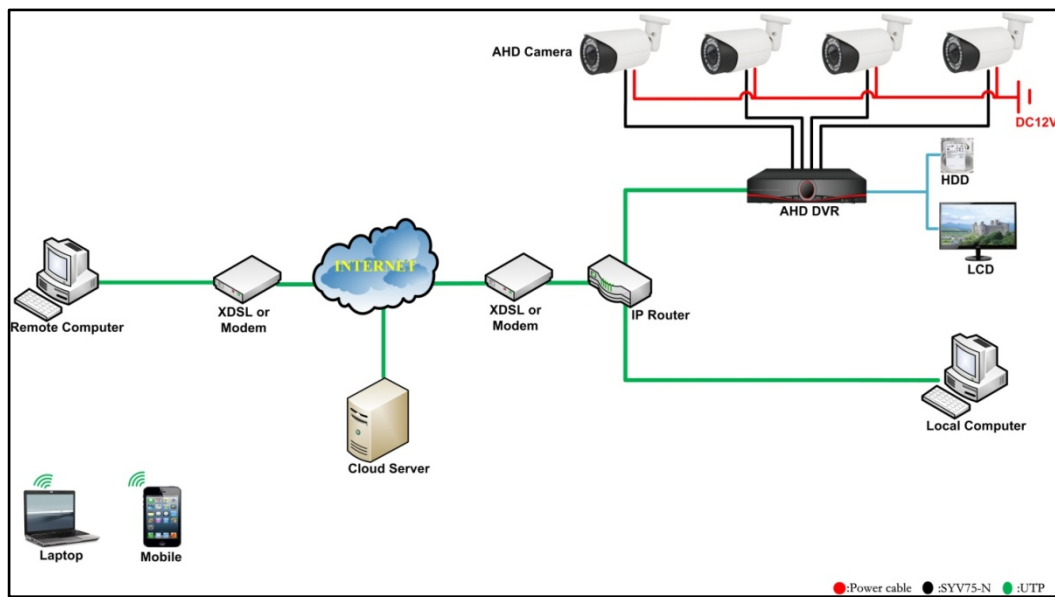 AHD Camera
DC12V
HDD
AHD DVR
LCD
INTERNET
XDSL or
Modem
XDSL or
Modem
IP Router
Remote Computer
Cloud Server
Local Computer
Laptop
Mobile
:Power cable :SYV75-N :UTP